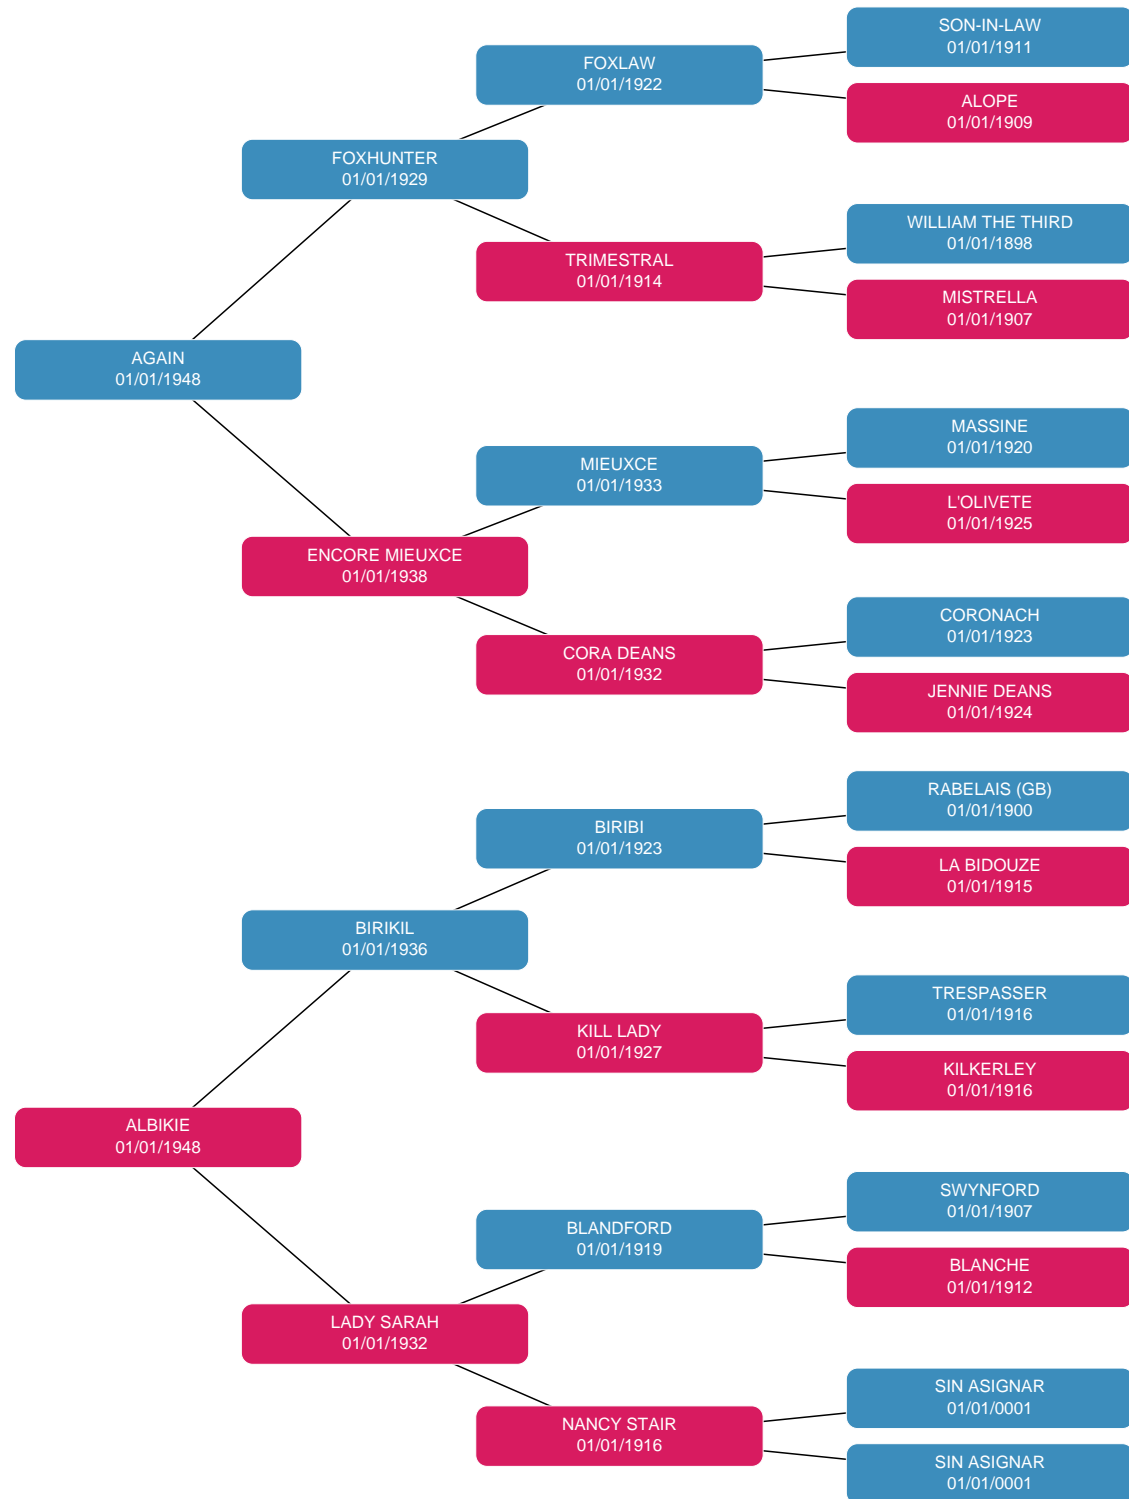 SON-IN-LAW
01/01/1911
FOXLAW
01/01/1922
ALOPE
01/01/1909
FOXHUNTER
01/01/1929
WILLIAM THE THIRD
01/01/1898
TRIMESTRAL
01/01/1914
MISTRELLA
01/01/1907
AGAIN
01/01/1948
MASSINE
01/01/1920
MIEUXCE
01/01/1933
L'OLIVETE
01/01/1925
ENCORE MIEUXCE
01/01/1938
CORONACH
01/01/1923
CORA DEANS
01/01/1932
JENNIE DEANS
01/01/1924
RABELAIS (GB)
01/01/1900
BIRIBI
01/01/1923
LA BIDOUZE
01/01/1915
BIRIKIL
01/01/1936
TRESPASSER
01/01/1916
KILL LADY
01/01/1927
KILKERLEY
01/01/1916
ALBIKIE
01/01/1948
SWYNFORD
01/01/1907
BLANDFORD
01/01/1919
BLANCHE
01/01/1912
LADY SARAH
01/01/1932
SIN ASIGNAR
01/01/0001
NANCY STAIR
01/01/1916
SIN ASIGNAR
01/01/0001